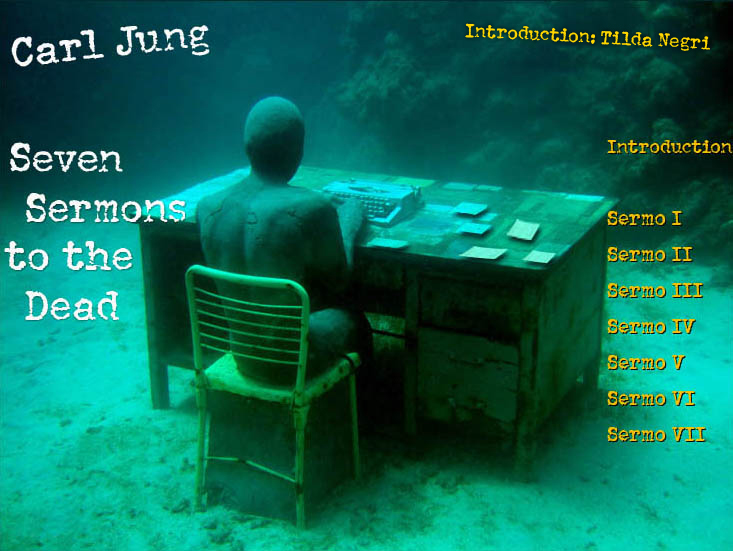 Carl Jung
Introduction: Tilda Negri
Seven
Sermons
to the
Dead
Introduction
Sermo I
Sermo II
Sermo III
Sermo IV
Sermo V
Sermo VI
Sermo VII